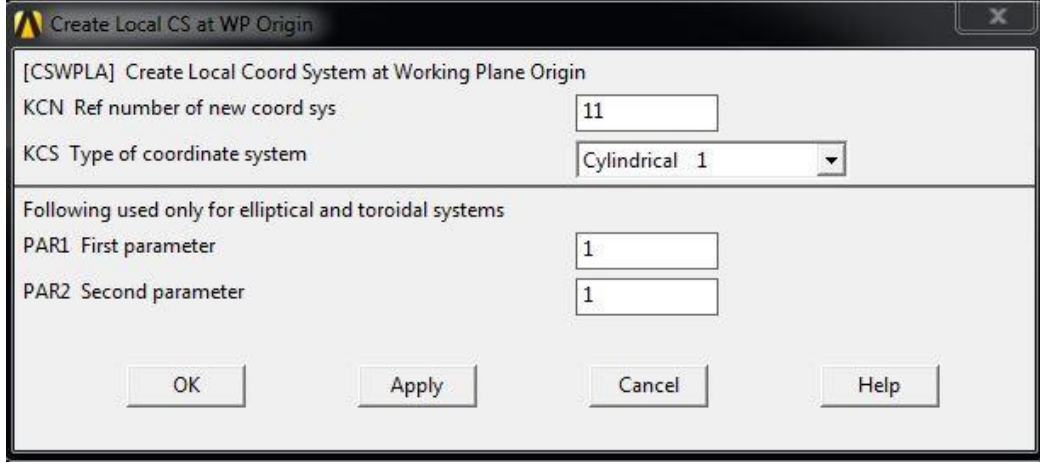 Create Local CS at WP Origin
[CSWPLA] Create Local Coord System at Working Plane Origin
KCN Ref number of new coord sys 11
KCS Type of coordinate system Cylindrical 1
Following used only for elliptical and toroidal systems
PAR1 First parameter 1
PAR2 Second parameter 1
OK Apply Cancel Help